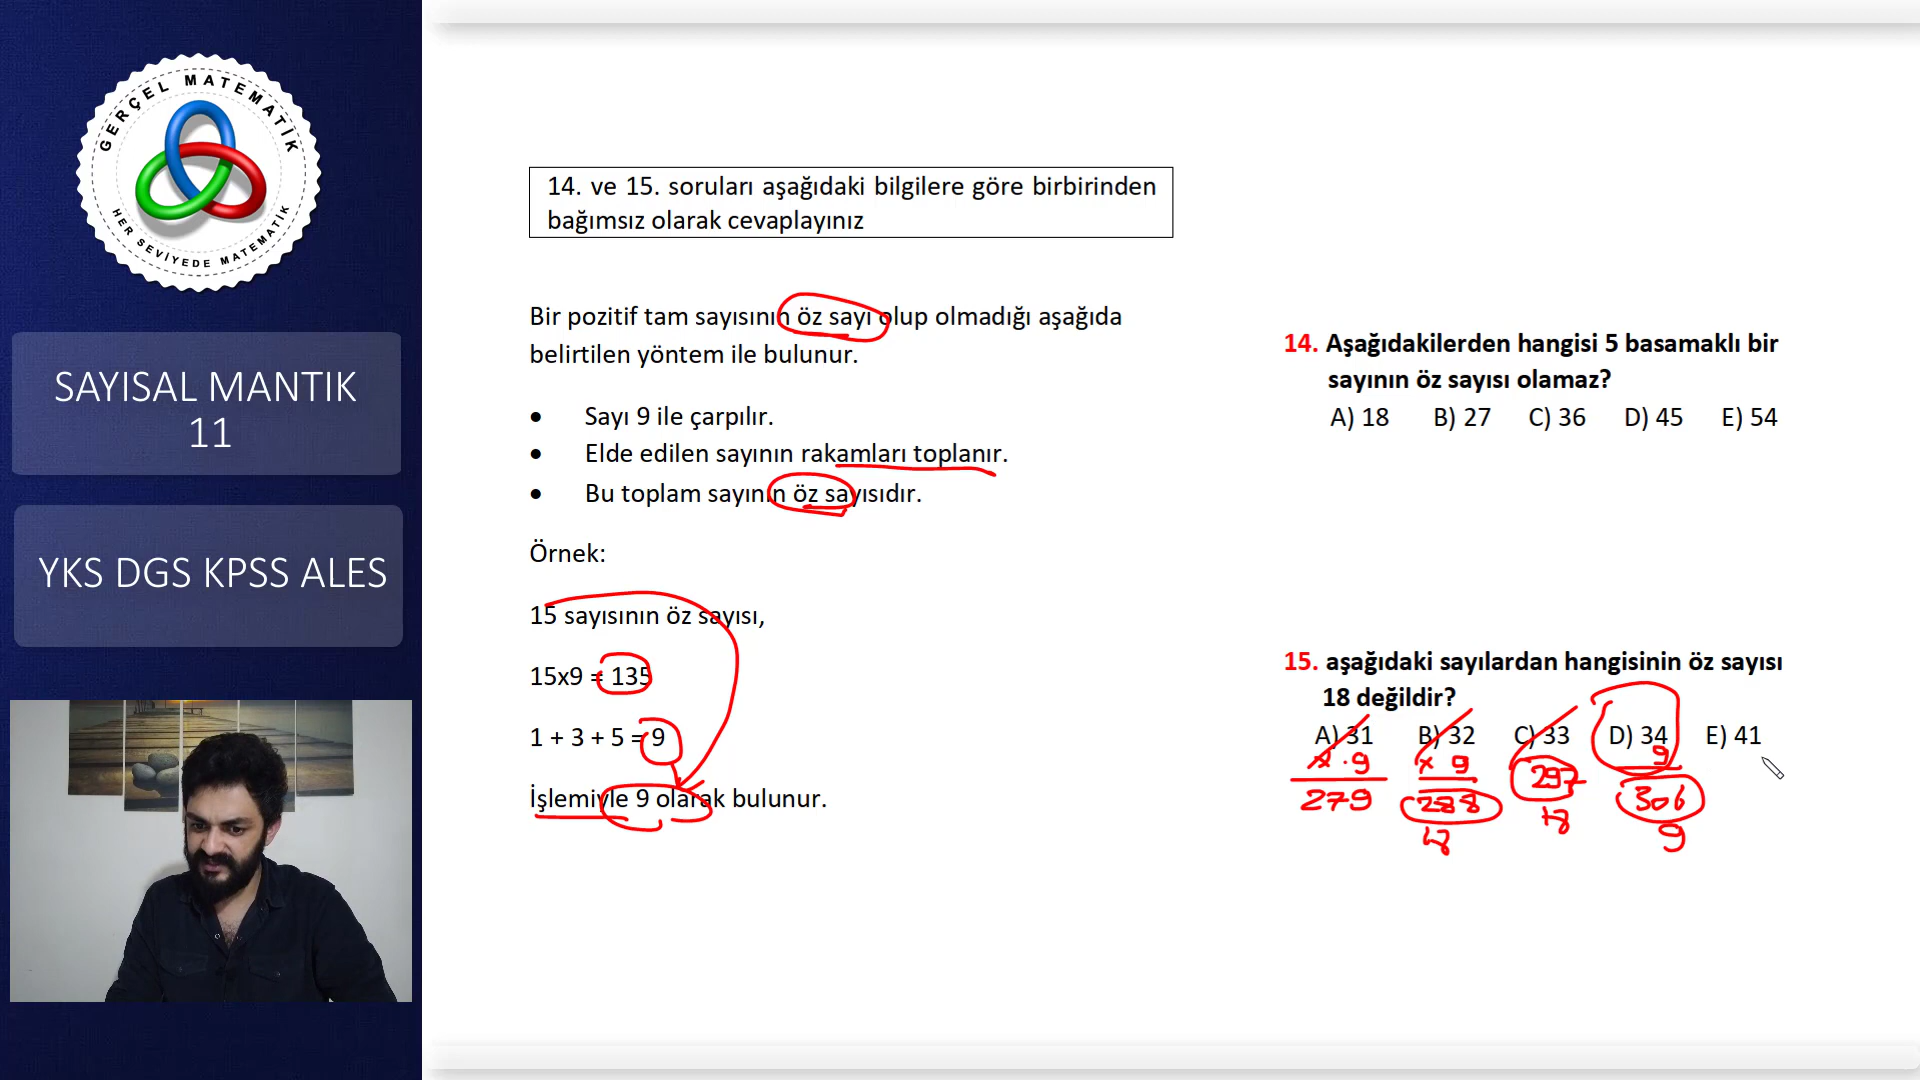 GERÇEL MATEMATİK
HER SEVİYEDE MATEMATİK
SAYISAL MANTIK
11
YKS DGS KPSS ALES
14. ve 15. soruları aşağıdaki bilgilere göre birbirinden
bağımsız olarak cevaplayınız
Bir pozitif tam sayısının öz sayı olup olmadığı aşağıda
belirtilen yöntem ile bulunur.
• Sayı 9 ile çarpılır.
• Elde edilen sayının rakamları toplanır.
• Bu toplam sayının öz sayısıdır.
Örnek:
15 sayısının öz sayısı,
15x9 = 135
1 + 3 + 5 = 9
İşlemiyle 9 olarak bulunur.
14. Aşağıdakilerden hangisi 5 basamaklı bir
sayının öz sayısı olamaz?
A) 18 B) 27 C) 36 D) 45 E) 54
15. aşağıdaki sayılardan hangisinin öz sayısı
18 değildir?
A) 31 B) 32 C) 33 D) 34 E) 41
x .9 x 9 9
279 288 297 306
18 18 9